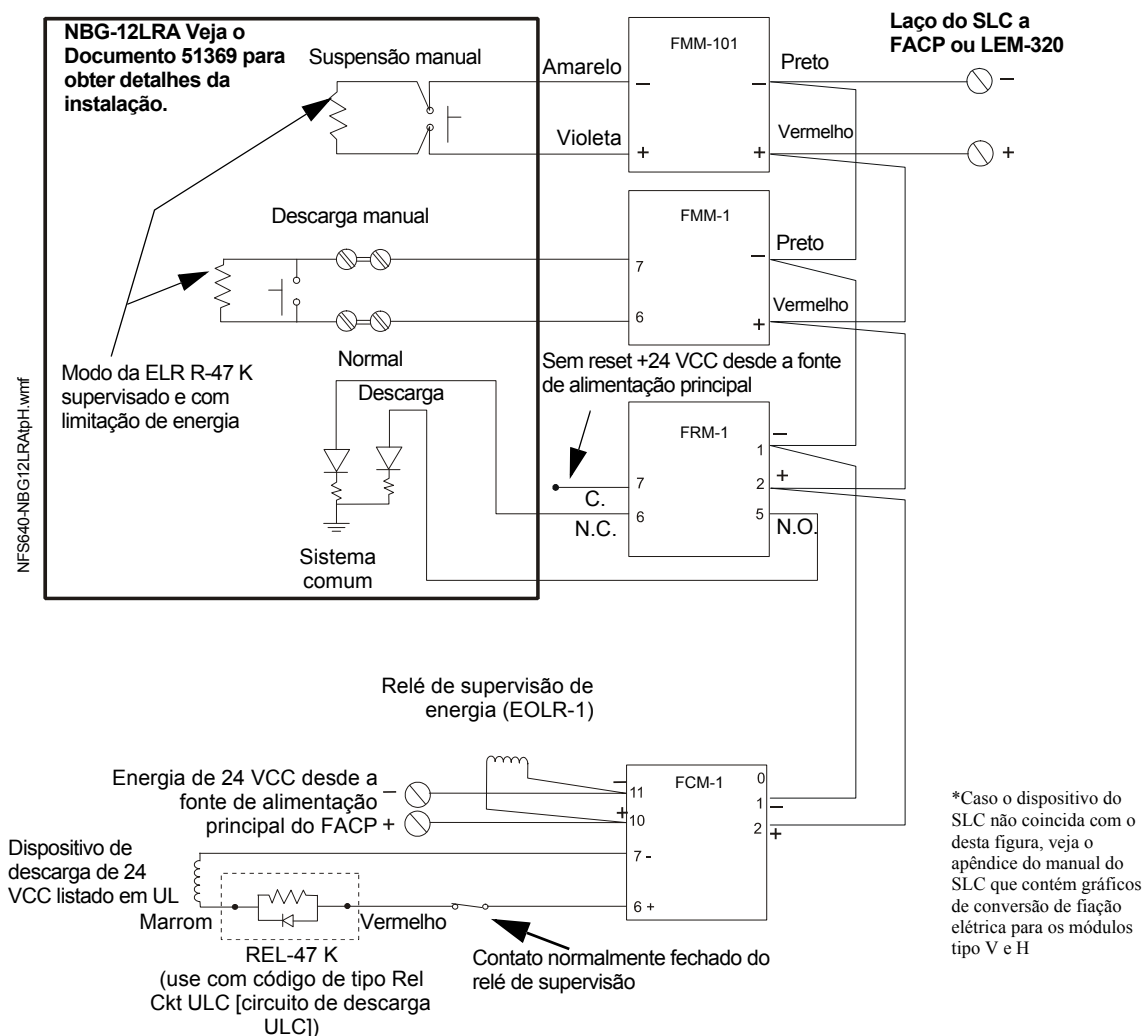 NBG-12LRA Veja o
Documento 51369 para
obter detalhes da
instalação.
Suspensão manual
Amarelo
Violeta
FMM-101
−
+
−
+
Preto
Vermelho
Laço do SLC a
FACP ou LEM-320
−
+
Descarga manual
FMM-1
7
6
−
+
Preto
Vermelho
Modo da ELR R-47 K
supervisado e com
limitação de energia
Normal
Descarga
Sem reset +24 VCC desde a fonte
de alimentação principal
FRM-1
7
6
1
2
5
−
+
C.
N.C.
N.O.
Sistema
comum
NFS640-NBG12LRAtpH.wmf
Relé de supervisão de
energia (EOLR-1)
Energia de 24 VCC desde a
fonte de alimentação
principal do FACP
−
+
FCM-1
−
11
+
10
7 -
6 +
0
1
−
2
+
Dispositivo de
descarga de 24
VCC listado em UL
Marrom
Vermelho
REL-47 K
(use com código de tipo Rel
Ckt ULC [circuito de descarga
ULC])
Contato normalmente fechado do
relé de supervisão
*Caso o dispositivo do
SLC não coincida com o
desta figura, veja o
apêndice do manual do
SLC que contém gráficos
de conversão de fiação
elétrica para os módulos
tipo V e H